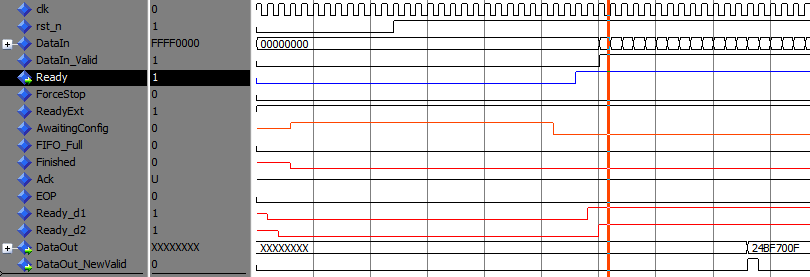 clk 0
rst_n 1
DataIn FFFF0000 00000000
DataIn_Valid 1
Ready 1
ForceStop 0
ReadyExt 1
AwaitingConfig 0
FIFO_Full 0
Finished 0
Ack U
EOP 0
Ready_d1 1
Ready_d2 1
DataOut XXXXXXXX XXXXXXXX 24BF700F
DataOut_NewValid 0